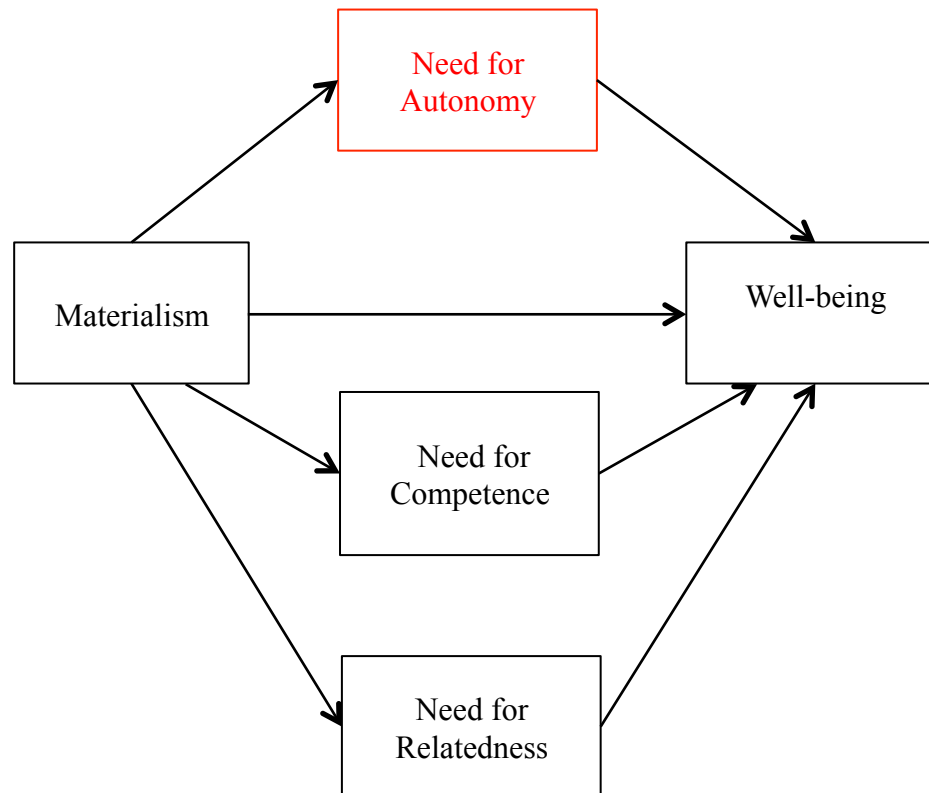 Need for
Autonomy
Materialism
Well-being
Need for
Competence
Need for
Relatedness